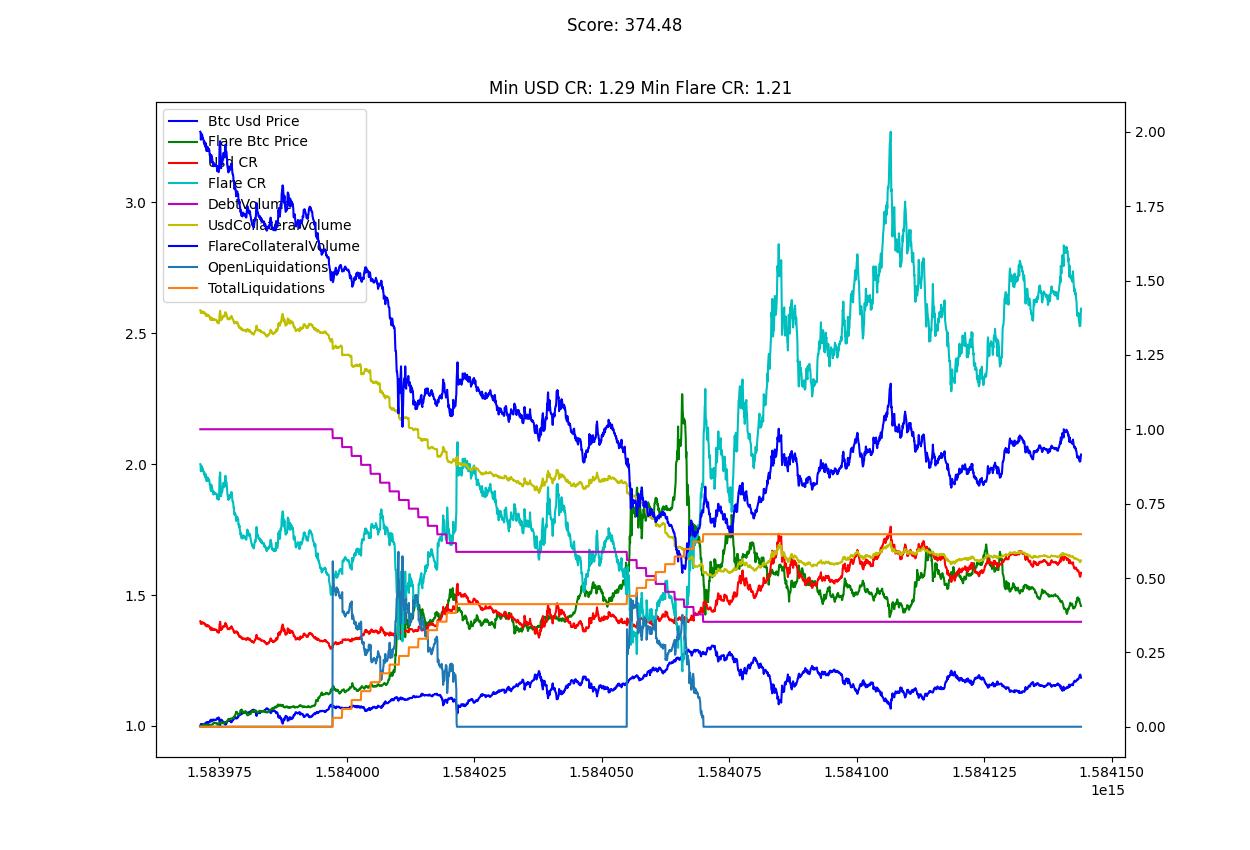 Score: 374.48
Min USD CR: 1.29 Min Flare CR: 1.21
Btc Usd Price
Flare Btc Price
Usd CR
Flare CR
DebtVolume
UsdCollateralVolume
FlareCollateralVolume
OpenLiquidations
TotalLiquidations
3.0
2.5
2.0
1.5
1.0
2.00
1.75
1.50
1.25
1.00
0.75
0.50
0.25
0.00
1.583975 1.584000 1.584025 1.584050 1.584075 1.584100 1.584125 1.584150
1e15